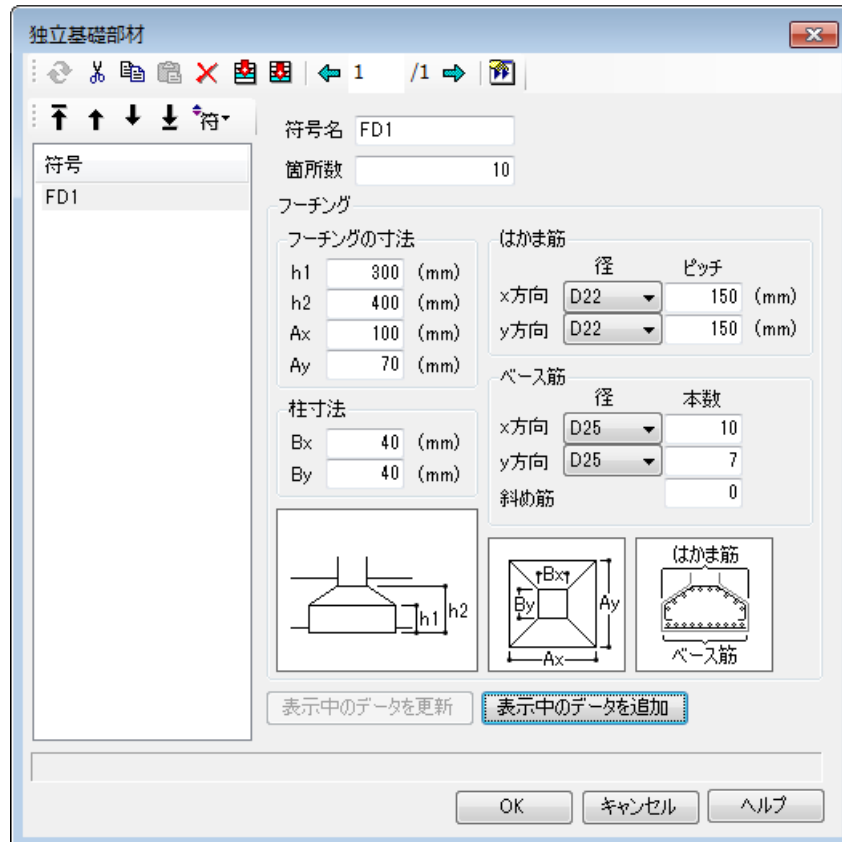 独立基礎部材
1 /1
符
符号
FD1
符号名 FD1
箇所数 10
フーチング
フーチングの寸法
h1 300 (mm)
h2 400 (mm)
Ax 100 (mm)
Ay 70 (mm)
柱寸法
Bx 40 (mm)
By 40 (mm)
はかま筋
径 ピッチ
x方向 D22 150 (mm)
y方向 D22 150 (mm)
ベース筋
径 本数
x方向 D25 10
y方向 D25 7
斜め筋 0
h1 h2
Bx
By Ay
Ax
はかま筋
ベース筋
表示中のデータを更新 表示中のデータを追加
OK キャンセル ヘルプ